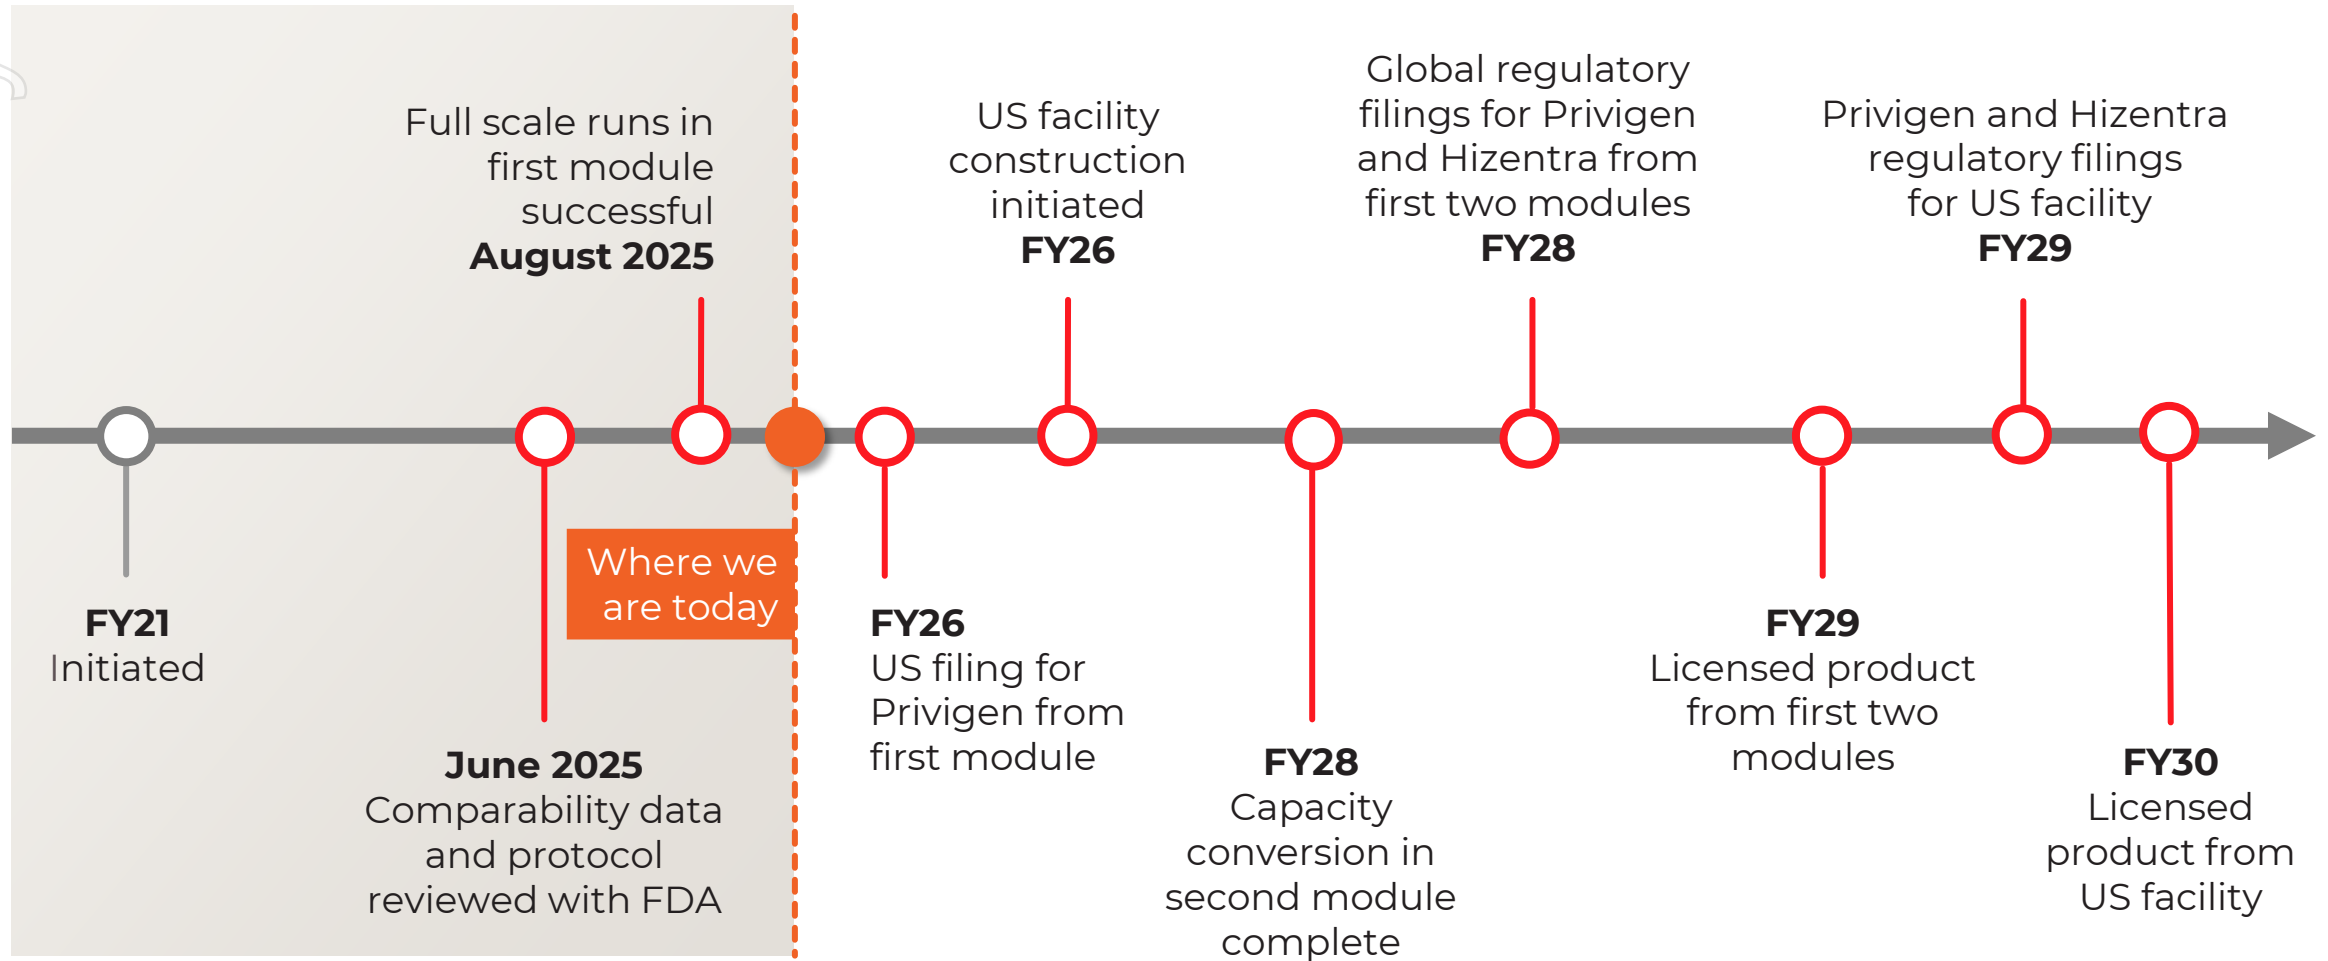 Full scale runs in
first module
successful
August 2025
US facility
construction
initiated
FY26
Global regulatory
filings for Privigen
and Hizentra from
first two modules
FY28
Privigen and Hizentra
regulatory filings
for US facility
FY29
FY21
Initiated
June 2025
Comparability data
and protocol
reviewed with FDA
Where we
are today
FY26
US filing for
Privigen from
first module
FY28
Capacity
conversion in
second module
complete
FY29
Licensed product
from first two
modules
FY30
Licensed
product from
US facility